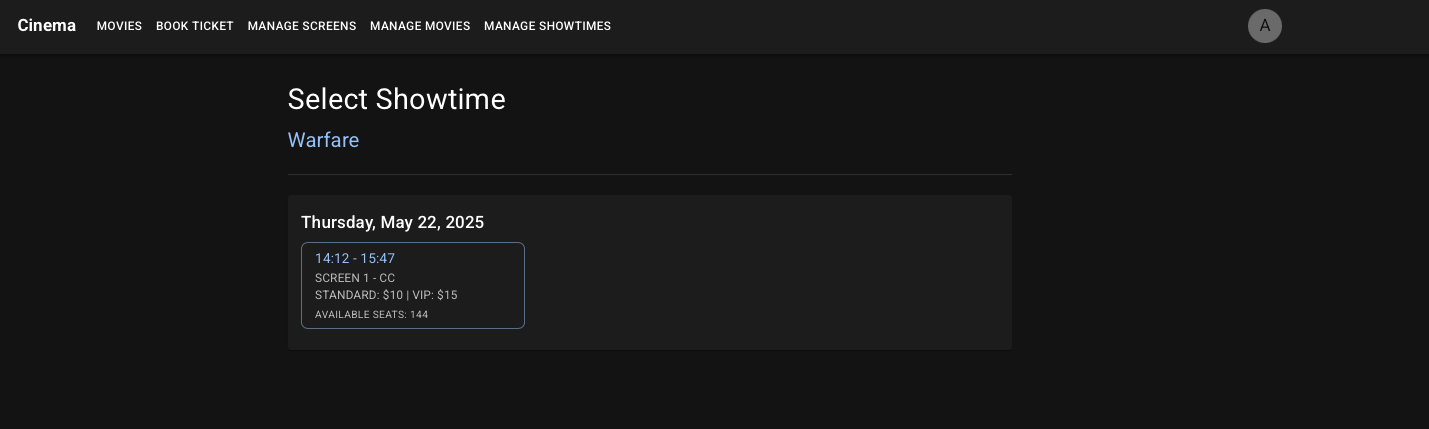 Cinema MOVIES BOOK TICKET MANAGE SCREENS MANAGE MOVIES MANAGE SHOWTIMES A
Select Showtime
Warfare
Thursday, May 22, 2025
14:12 - 15:47
SCREEN 1 - CC
STANDARD: $10 | VIP: $15
AVAILABLE SEATS: 144